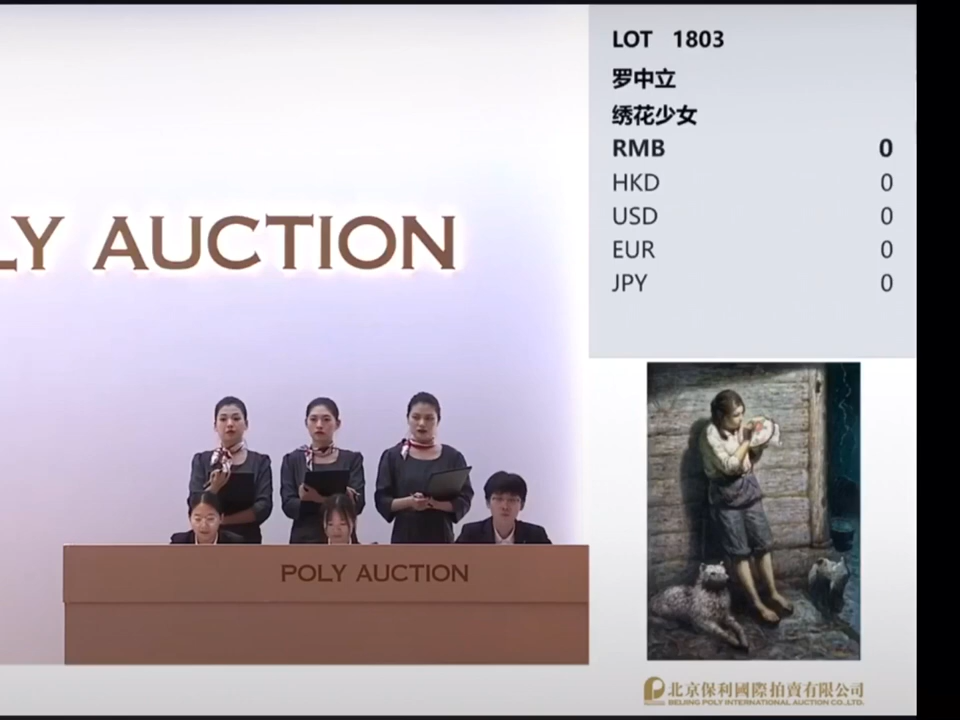 LY AUCTION
POLY AUCTION
LOT 1803
罗中立
绣花少女
RMB 0
HKD 0
USD 0
EUR 0
JPY 0
北京保利國際拍賣有限公司
BEIJING POLY INTERNATIONAL AUCTION CO.,LTD.